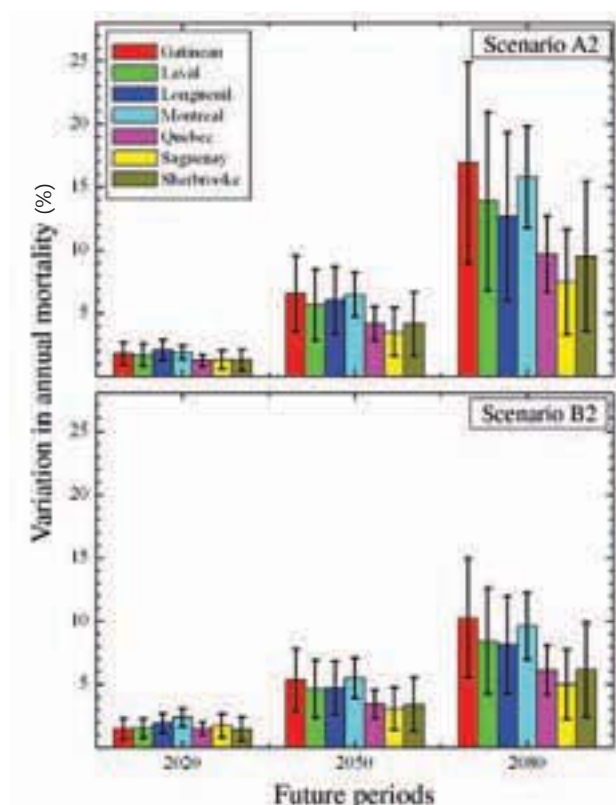 Scenario A2
Gatineau
Laval
Longueuil
Montreal
Quebec
Saguenay
Sherbrooke
25
20
15
10
5
Variation in annual mortality (%)
Scenario B2
25
20
15
10
5
2020
2050
2080
Future periods